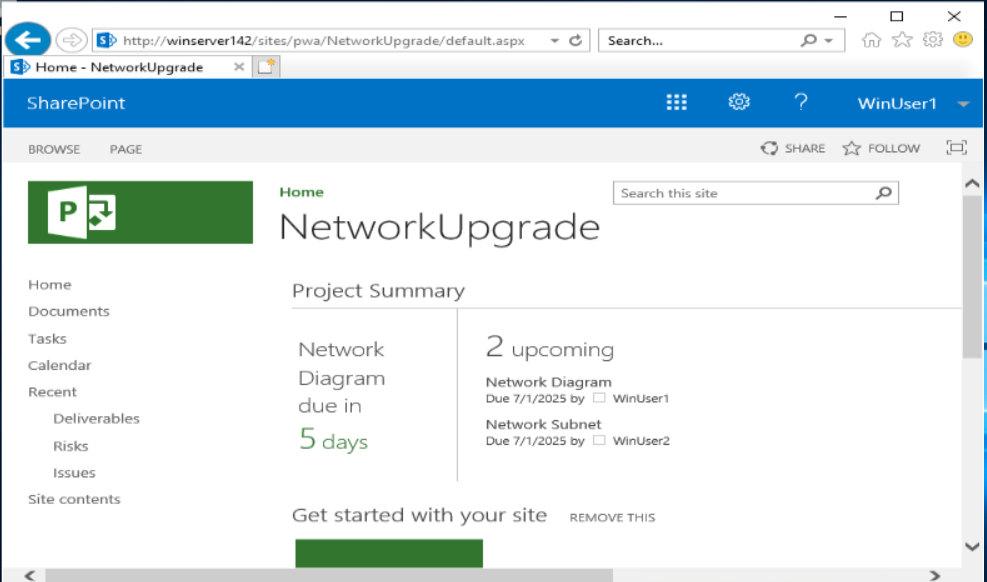 http://winserver142/sites/pwa/NetworkUpgrade/default.aspx
Search...
Home - NetworkUpgrade
SharePoint
WinUser1
BROWSE PAGE
SHARE FOLLOW
P
Home
Search this site
NetworkUpgrade
Home
Documents
Tasks
Calendar
Recent
Deliverables
Risks
Issues
Site contents
Project Summary
Network
Diagram
due in
5 days
2 upcoming
Network Diagram
Due 7/1/2025 by WinUser1
Network Subnet
Due 7/1/2025 by WinUser2
Get started with your site REMOVE THIS